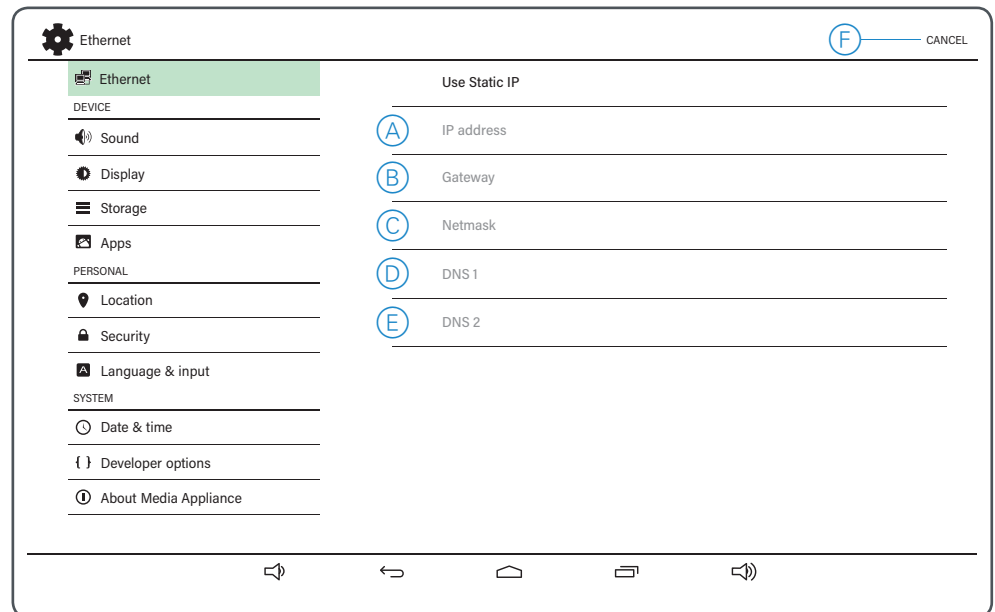 Ethernet
F CANCEL
Ethernet
DEVICE
Sound
Display
Storage
Apps
PERSONAL
Location
Security
A Language & input
SYSTEM
Date & time
{ } Developer options
About Media Appliance
Use Static IP
A IP address
B Gateway
C Netmask
D DNS 1
E DNS 2